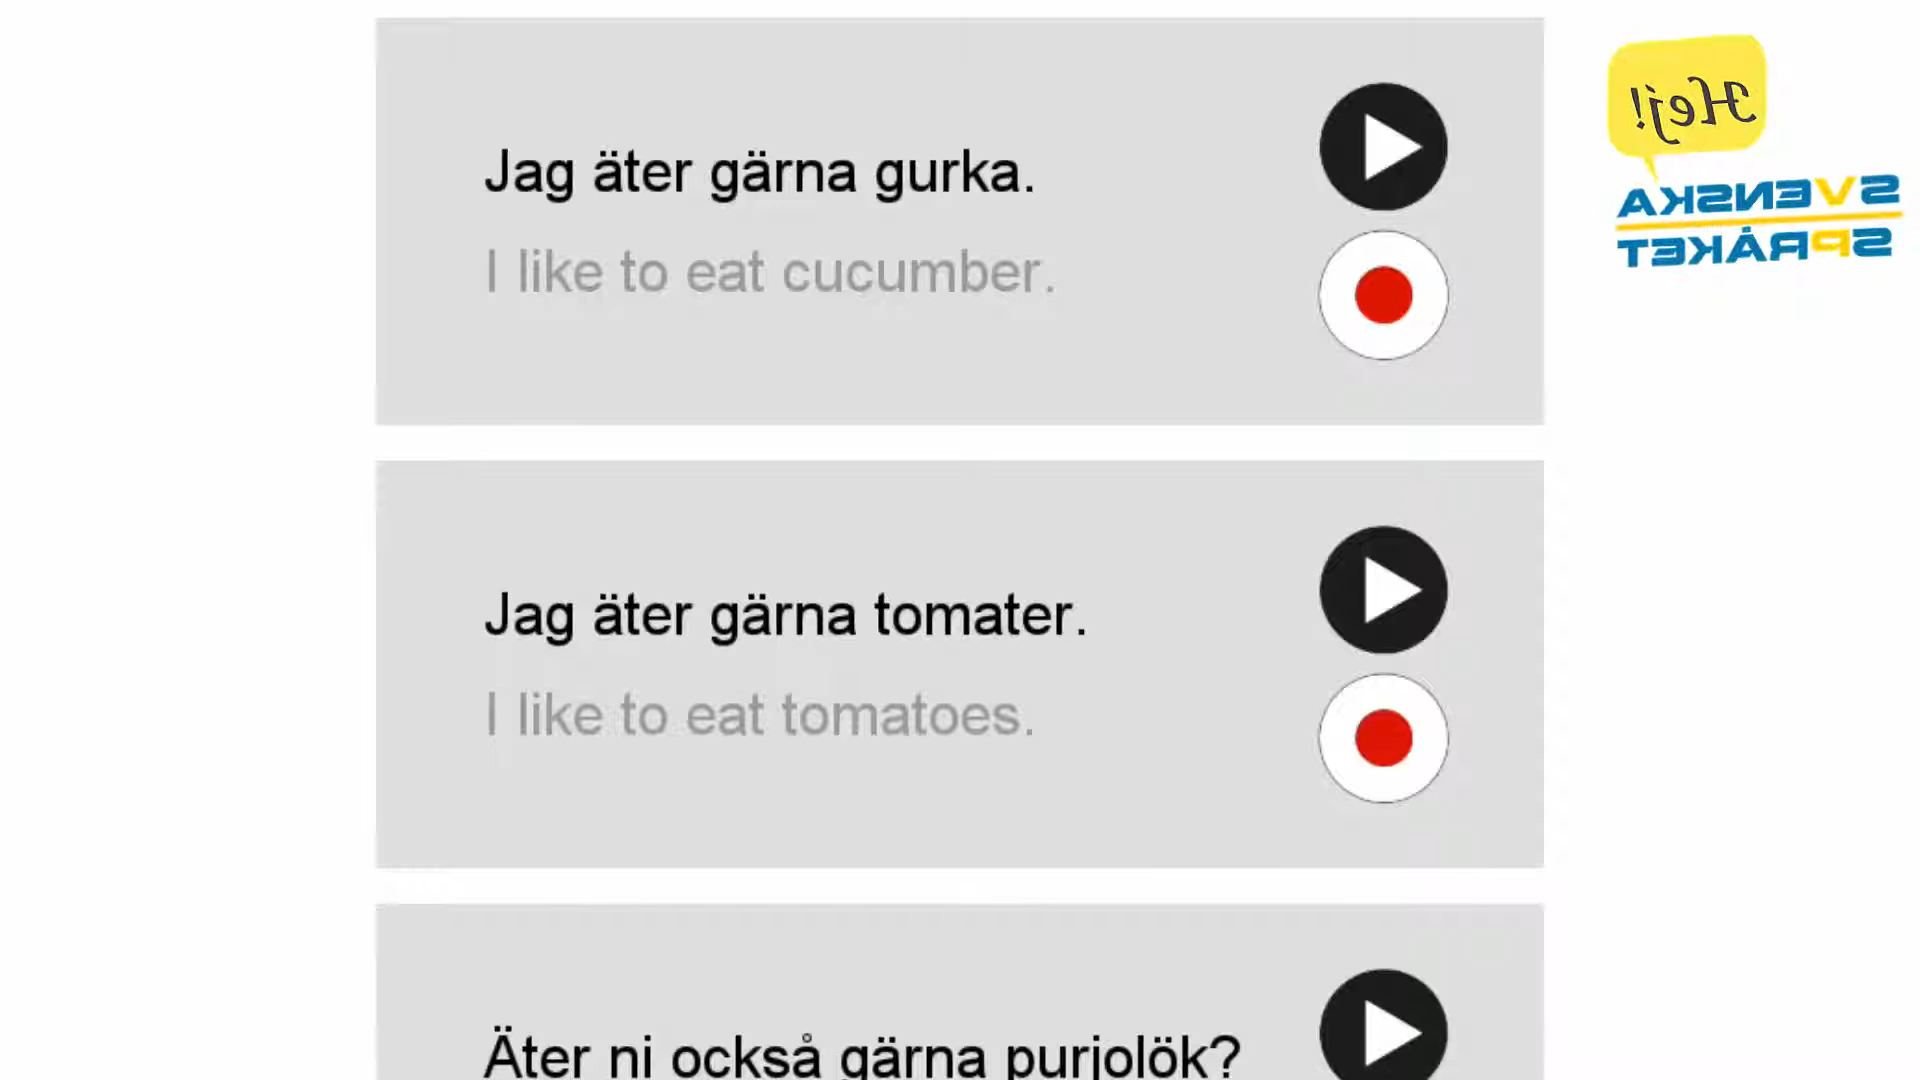 Jag äter gärna gurka.
I like to eat cucumber.
Jag äter gärna tomater.
I like to eat tomatoes.
Äter ni också gärna purjolök?
Hej!
SVENSKA
SPRÅKET